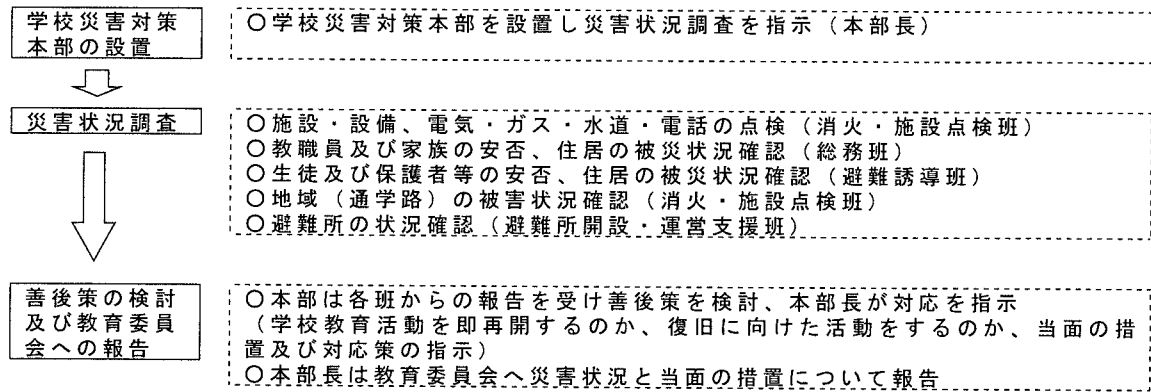 学校災害対策
本部の設置
○学校災害対策本部を設置し災害状況調査を指示（本部長）
災害状況調査
○施設・設備、電気・ガス・水道・電話の点検（消火・施設点検班）
○教職員及び家族の安否、住居の被災状況確認（総務班）
○生徒及び保護者等の安否、住居の被災状況確認（避難誘導班）
○地域（通学路）の被害状況確認（消火・施設点検班）
○避難所の状況確認（避難所開設・運営支援班）
善後策の検討
及び教育委員
会への報告
○本部は各班からの報告を受け善後策を検討、本部長が対応を指示
（学校教育活動を即再開するのか、復旧に向けた活動をするのか、当面の措
置及び対応策の指示）
○本部長は教育委員会へ災害状況と当面の措置について報告